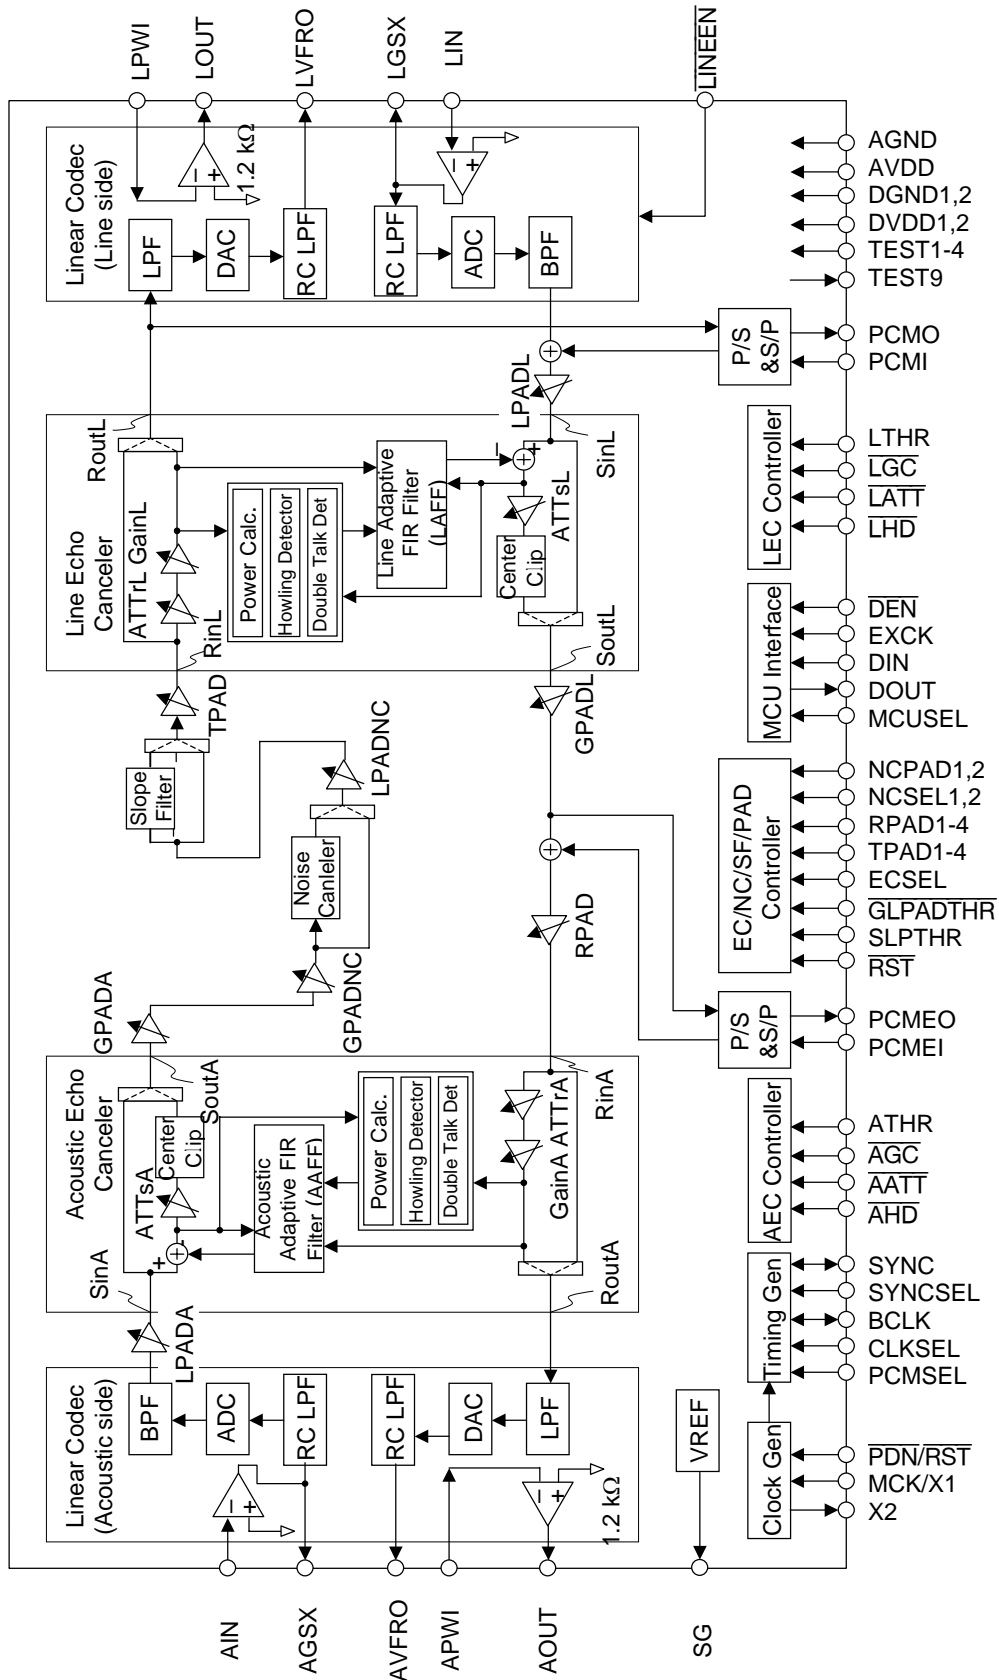 LPWI
LOUT
LVFRO
LGSX
LIN
LINEEN
Linear Codec
(Line side)
LPF
DAC
RC LPF
1.2 kΩ
−
+
RC LPF
ADC
BPF
−
+
AGND
AVDD
DGND1,2
DVDD1,2
TEST1-4
TEST9
P/S
&S/P
PCMO
PCMI
LPADL
Line Echo
Canceler
RoutL
ATTrL GainL
RinL
Power Calc.
Howling Detector
Double Talk Det
Line Adaptive
FIR Filter
(LAFF)
−
+
SinL
ATTsL
Center
Clip
SoutL
LEC Controller
LTHR
LGC
LATT
LHD
TPAD
Slope
Filter
LPADNC
Noise
Canleler
GPADNC
GPADA
GPADL
RPAD
MCU Interface
DEN
EXCK
DIN
DOUT
MCUSEL
EC/NC/SF/PAD
Controller
NCPAD1,2
NCSEL1,2
RPAD1-4
TPAD1-4
ECSEL
GLPADTHR
SLPTHR
RST
P/S
&S/P
PCMEO
PCMEI
Acoustic Echo
Canceler
SoutA
Center
Clip
ATTsA
SinA
+
-
Acoustic
Adaptive FIR
Filter (AAFF)
Power Calc.
Howling Detector
Double Talk Det
RinA
GainA ATTrA
RoutA
AEC Controller
ATHR
AGC
AATT
AHD
LPADA
Timing Gen
SYNC
SYNCSEL
BCLK
CLKSEL
PCMSEL
Linear Codec
(Acoustic side)
BPF
ADC
RC LPF
−
+
RC LPF
DAC
LPF
−
+
1.2 kΩ
VREF
Clock Gen
PDN/RST
MCK/X1
X2
AIN
AGSX
AVFRO
APWI
AOUT
SG